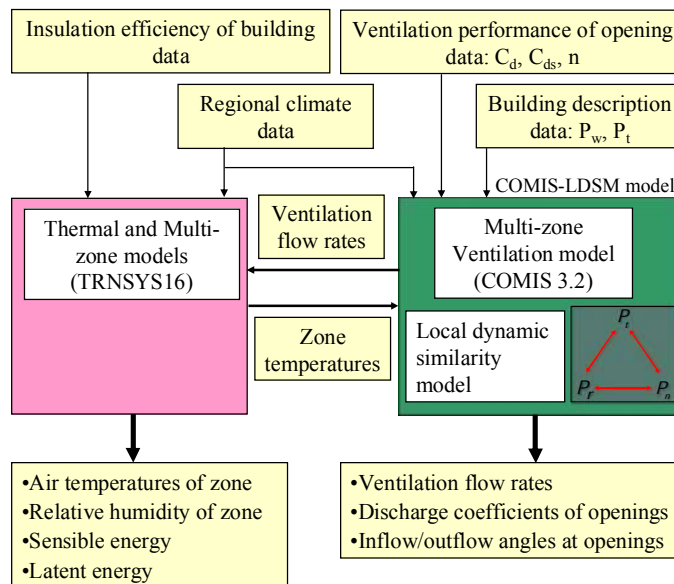 Insulation efficiency of building
data
Ventilation performance of opening
data: C_d, C_ds, n
Regional climate
data
Building description
data: P_w, P_t
COMIS-LDSM model
Thermal and Multi-
zone models
(TRNSYS16)
Ventilation
flow rates
Multi-zone
Ventilation model
(COMIS 3.2)
Zone
temperatures
Local dynamic
similarity
model
P_t
P_r
P_n
•Air temperatures of zone
•Relative humidity of zone
•Sensible energy
•Latent energy
•Ventilation flow rates
•Discharge coefficients of openings
•Inflow/outflow angles at openings